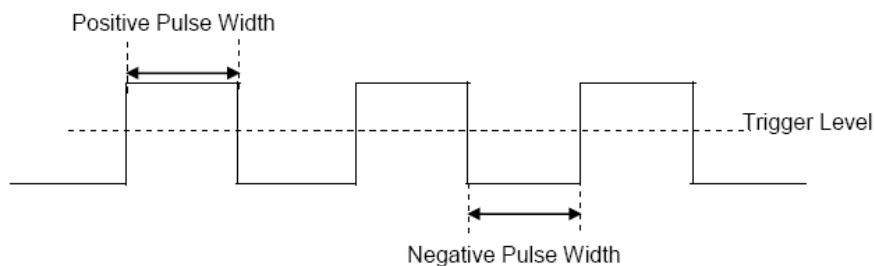 Positive Pulse Width
Trigger Level
Negative Pulse Width